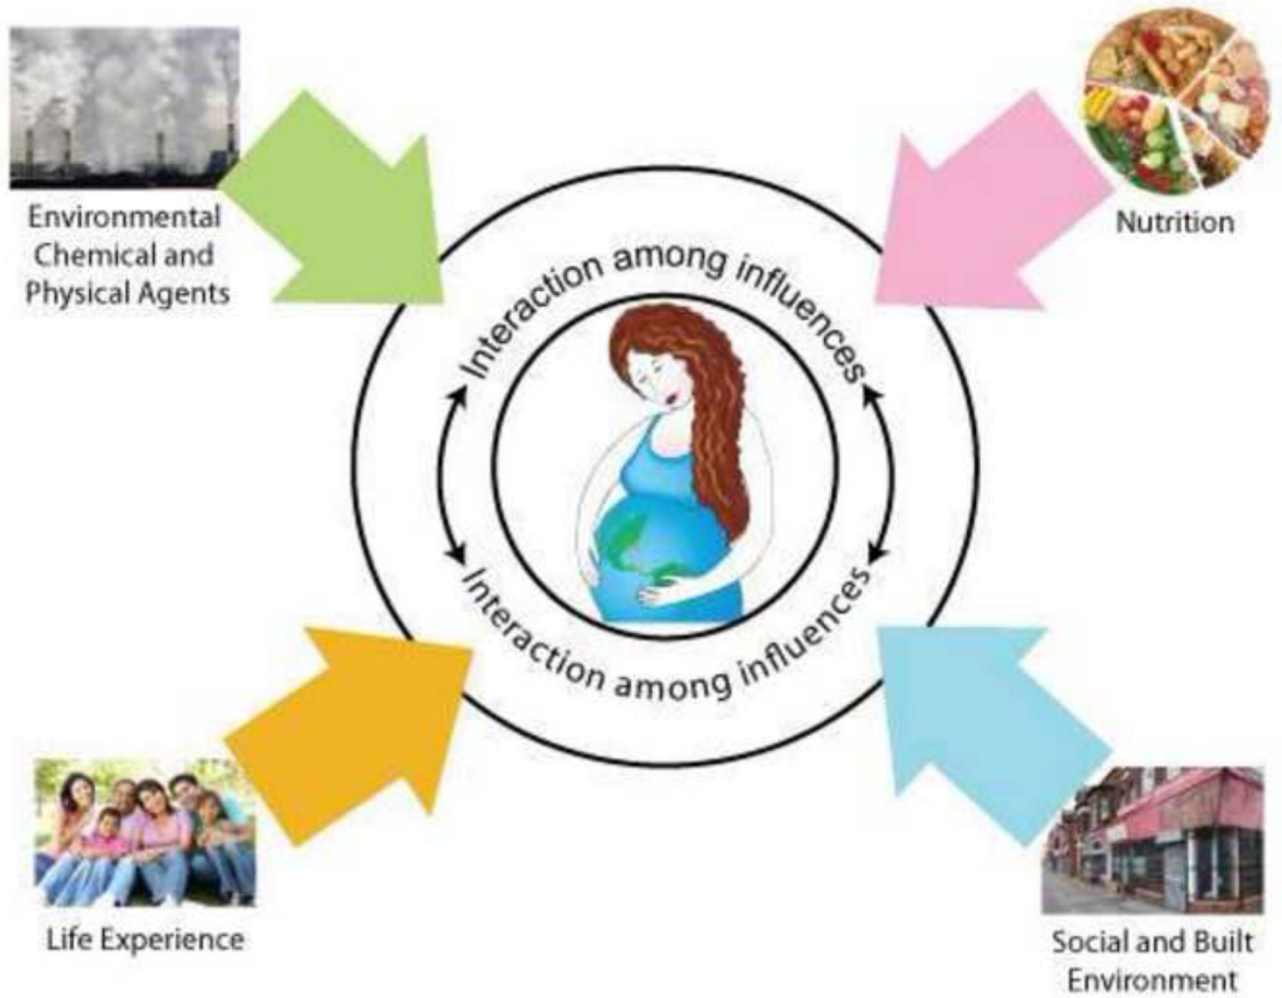 Environmental
Chemical and
Physical Agents
Nutrition
Interaction among influences
Interaction among influences
Life Experience
Social and Built
Environment